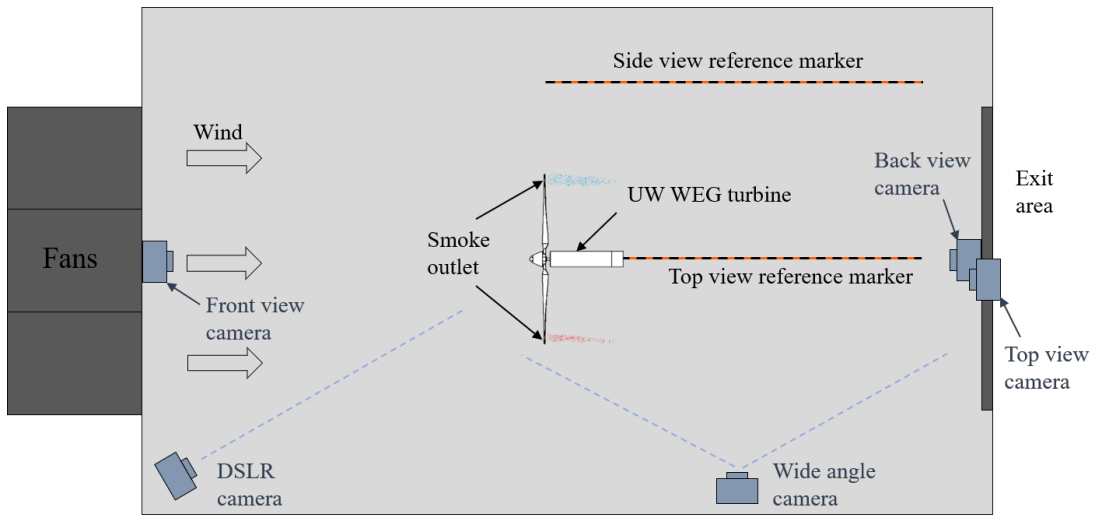 Side view reference marker
Wind
Back view
camera
Exit
area
UW WEG turbine
Smoke
outlet
Fans
Top view reference marker
Front view
camera
Top view
camera
DSLR
camera
Wide angle
camera